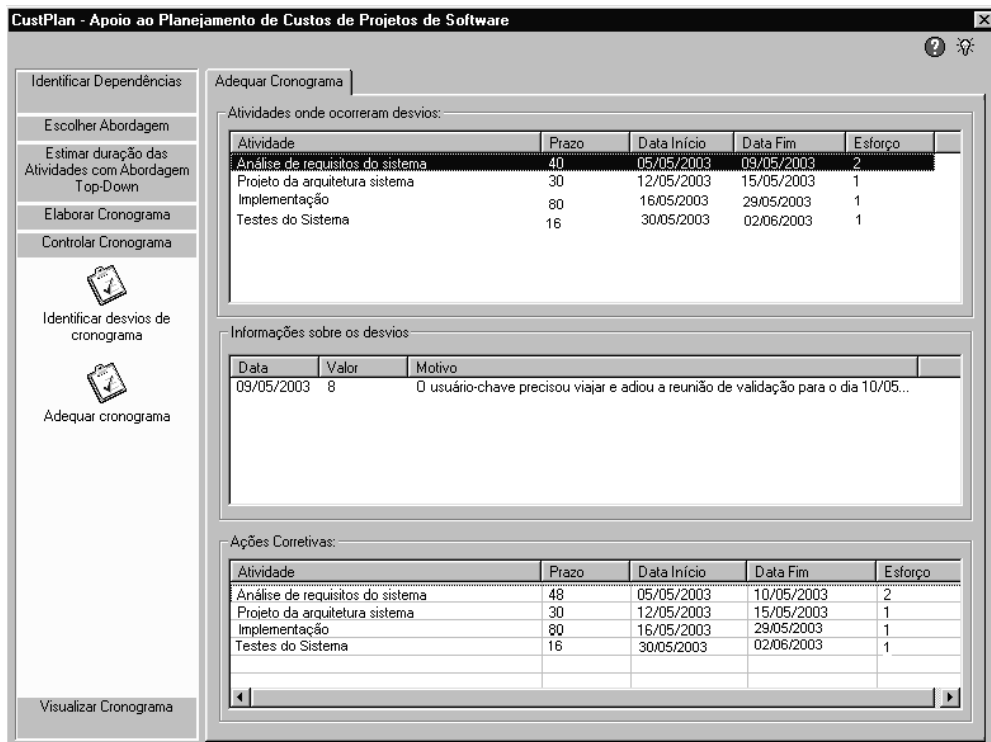 CustPlan - Apoio ao Planejamento de Custos de Projetos de Software
Identificar Dependências
Escolher Abordagem
Estimar duração das
Atividades com Abordagem
Top-Down
Elaborar Cronograma
Controlar Cronograma
Identificar desvios de
cronograma
Adequar cronograma
Visualizar Cronograma
Adequar Cronograma
Atividades onde ocorreram desvios:
Atividade Prazo Data Início Data Fim Esforço
Análise de requisitos do sistema 40 05/05/2003 09/05/2003 2
Projeto da arquitetura sistema 30 12/05/2003 15/05/2003 1
Implementação 80 16/05/2003 29/05/2003 1
Testes do Sistema 16 30/05/2003 02/06/2003 1
Informações sobre os desvios
Data Valor Motivo
09/05/2003 8 O usuário-chave precisou viajar e adiou a reunião de validação para o dia 10/05...
Ações Corretivas:
Atividade Prazo Data Início Data Fim Esforço
Análise de requisitos do sistema 48 05/05/2003 10/05/2003 2
Projeto da arquitetura sistema 30 12/05/2003 15/05/2003 1
Implementação 80 16/05/2003 29/05/2003 1
Testes do Sistema 16 30/05/2003 02/06/2003 1